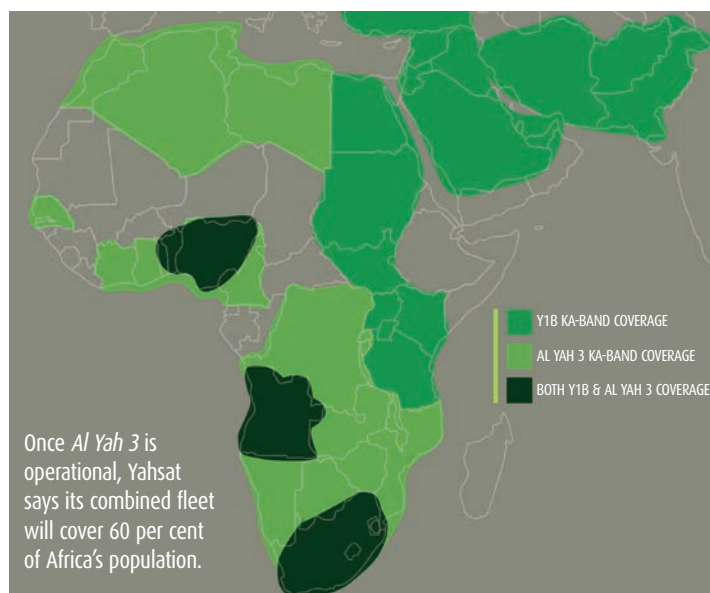 Y1B KA-BAND COVERAGE
AL YAH 3 KA-BAND COVERAGE
BOTH Y1B & AL YAH 3 COVERAGE
Once Al Yah 3 is
operational, Yahsat
says its combined fleet
will cover 60 per cent
of Africa's population.